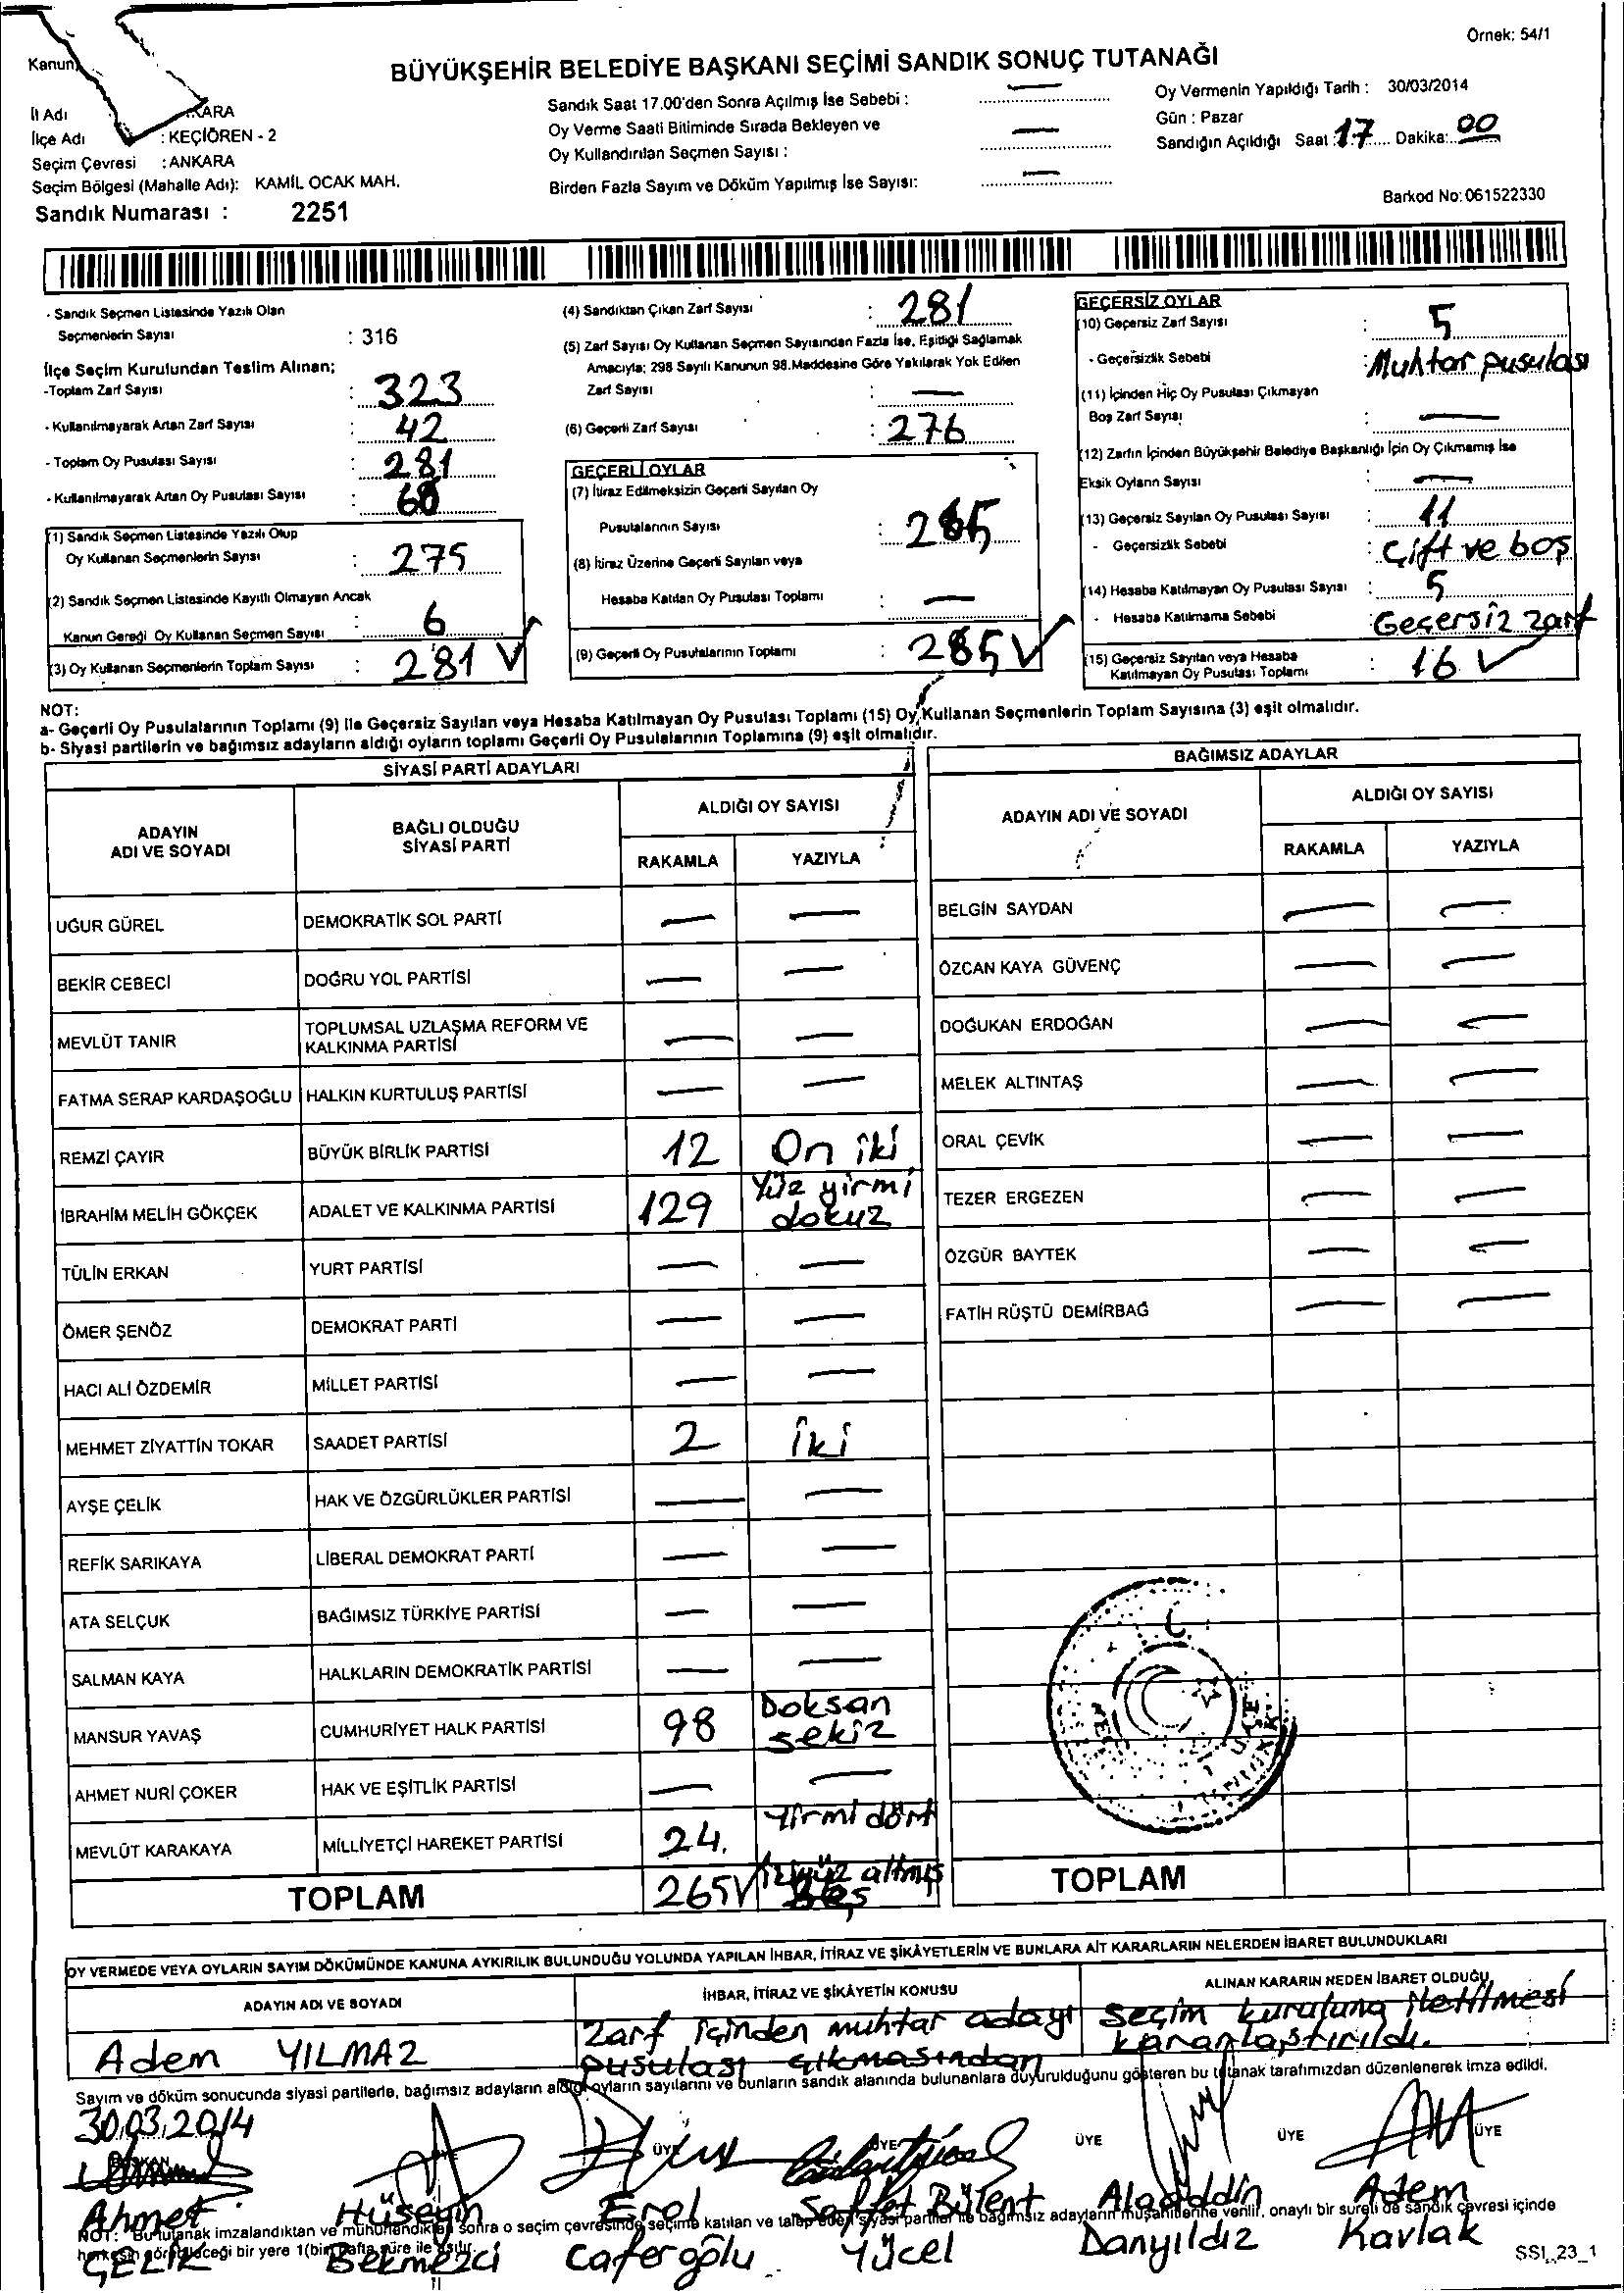 Örnek: 54/1
Kanun
BÜYÜKŞEHİR BELEDİYE BAŞKANI SEÇİMİ SANDIK SONUÇ TUTANAĞI
İl Adı KARA
İlçe Adı : KEÇİÖREN - 2
Seçim Çevresi : ANKARA
Seçim Bölgesi (Mahalle Adı): KAMİL OCAK MAH.
Sandık Numarası : 2251
Sandık Saat 17.00'den Sonra Açılmış İse Sebebi : —
Oy Verme Saati Bitiminde Sırada Bekleyen ve
Oy Kullandırılan Seçmen Sayısı : —
Birden Fazla Sayım ve Döküm Yapılmış İse Sayısı: —
Oy Vermenin Yapıldığı Tarih : 30/03/2014
Gün : Pazar
Sandığın Açıldığı Saat : 17 Dakika: 00
Barkod No: 061522330
- Sandık Seçmen Listesinde Yazılı Olan
Seçmenlerin Sayısı : 316
İlçe Seçim Kurulundan Teslim Alınan;
-Toplam Zarf Sayısı : 323
- Kullanılmayarak Artan Zarf Sayısı : 42
- Toplam Oy Pusulası Sayısı : 281
- Kullanılmayarak Artan Oy Pusulası Sayısı : 60
(1) Sandık Seçmen Listesinde Yazılı Olup
Oy Kullanan Seçmenlerin Sayısı : 275
(2) Sandık Seçmen Listesinde Kayıtlı Olmayan Ancak
Kanun Gereği Oy Kullanan Seçmen Sayısı : 6
(3) Oy Kullanan Seçmenlerin Toplam Sayısı : 281 √
(4) Sandıktan Çıkan Zarf Sayısı : 281
(5) Zarf Sayısı Oy Kullanan Seçmen Sayısından Fazla İse, Eşitliği Sağlamak
Amacıyla; 298 Sayılı Kanunun 98.Maddesine Göre Yakılarak Yok Edilen
Zarf Sayısı : —
(6) Geçerli Zarf Sayısı : 276
GEÇERLİ OYLAR
(7) İtiraz Edilmeksizin Geçerli Sayılan Oy
Pusulalarının Sayısı : 265
(8) İtiraz Üzerine Geçerli Sayılan veya
Hesaba Katılan Oy Pusulası Toplamı : —
(9) Geçerli Oy Pusulalarının Toplamı : 265 √
GEÇERSİZ OYLAR
(10) Geçersiz Zarf Sayısı : 5
- Geçersizlik Sebebi : Muhtar pusulası
(11) İçinden Hiç Oy Pusulası Çıkmayan
Boş Zarf Sayısı : —
(12) Zarfın İçinden Büyükşehir Belediye Başkanlığı İçin Oy Çıkmamış İse
Eksik Oyların Sayısı : —
(13) Geçersiz Sayılan Oy Pusulası Sayısı : 11
- Geçersizlik Sebebi : Çift ve boş
(14) Hesaba Katılmayan Oy Pusulası Sayısı : 5
- Hesaba Katılmama Sebebi : Geçersiz zarf
(15) Geçersiz Sayılan veya Hesaba
Katılmayan Oy Pusulası Toplamı : 16 √
NOT:
a- Geçerli Oy Pusulalarının Toplamı (9) İle Geçersiz Sayılan veya Hesaba Katılmayan Oy Pusulası Toplamı (15) Oy Kullanan Seçmenlerin Toplam Sayısına (3) eşit olmalıdır.
b- Siyasi partilerin ve bağımsız adayların aldığı oyların toplamı Geçerli Oy Pusulalarının Toplamına (9) eşit olmalıdır.
SİYASİ PARTİ ADAYLARI
ADAYIN ADI VE SOYADI BAĞLI OLDUĞU SİYASİ PARTİ ALDIĞI OY SAYISI
RAKAMLA YAZIYLA
UĞUR GÜREL DEMOKRATİK SOL PARTİ — —
BEKİR CEBECİ DOĞRU YOL PARTİSİ — —
MEVLÜT TANIR TOPLUMSAL UZLAŞMA REFORM VE KALKINMA PARTİSİ — —
FATMA SERAP KARDAŞOĞLU HALKIN KURTULUŞ PARTİSİ — —
REMZİ ÇAYIR BÜYÜK BİRLİK PARTİSİ 12 On iki
İBRAHİM MELİH GÖKÇEK ADALET VE KALKINMA PARTİSİ 129 Yüz yirmi dokuz
TÜLİN ERKAN YURT PARTİSİ — —
ÖMER ŞENÖZ DEMOKRAT PARTİ — —
HACI ALİ ÖZDEMİR MİLLET PARTİSİ — —
MEHMET ZİYATTİN TOKAR SAADET PARTİSİ 2 iki
AYŞE ÇELİK HAK VE ÖZGÜRLÜKLER PARTİSİ — —
REFİK SARIKAYA LİBERAL DEMOKRAT PARTİ — —
ATA SELÇUK BAĞIMSIZ TÜRKİYE PARTİSİ — —
SALMAN KAYA HALKLARIN DEMOKRATİK PARTİSİ — —
MANSUR YAVAŞ CUMHURİYET HALK PARTİSİ 98 Doksan sekiz
AHMET NURİ ÇOKER HAK VE EŞİTLİK PARTİSİ — —
MEVLÜT KARAKAYA MİLLİYETÇİ HAREKET PARTİSİ 24. Yirmi dört
TOPLAM 265 √ İkiyüz altmış beş
BAĞIMSIZ ADAYLAR
ADAYIN ADI VE SOYADI ALDIĞI OY SAYISI
RAKAMLA YAZIYLA
BELGİN SAYDAN — —
ÖZCAN KAYA GÜVENÇ — —
DOĞUKAN ERDOĞAN — —
MELEK ALTINTAŞ — —
ORAL ÇEVİK — —
TEZER ERGEZEN — —
ÖZGÜR BAYTEK — —
FATİH RÜŞTÜ DEMİRBAĞ — —
TOPLAM
OY VERMEDE VEYA OYLARIN SAYIM DÖKÜMÜNDE KANUNA AYKIRILIK BULUNDUĞU YOLUNDA YAPILAN İHBAR, İTİRAZ VE ŞİKÂYETLERİN VE BUNLARA AİT KARARLARIN NELERDEN İBARET BULUNDUKLARI
ADAYIN ADI VE SOYADI İHBAR, İTİRAZ VE ŞİKÂYETİN KONUSU ALINAN KARARIN NEDEN İBARET OLDUĞU
Adem YILMAZ
Zarf içinden muhtar adayı
pusulası çıkmasından
Seçim kuruluna iletilmesi
kararlaştırıldı.
Sayım ve döküm sonucunda siyasi partilerle, bağımsız adayların aldığı oyların sayılarını ve bunların sandık alanında bulunanlara duyurulduğunu gösteren bu tutanak tarafımızdan düzenlenerek imza edildi.
30.03.2014
BAŞKAN ÜYE ÜYE ÜYE ÜYE ÜYE
Ahmet Hüseyin Erol Saffet Bülent Alaaddin Adem
NOT: Bu tutanak imzalandıktan ve mühürlendikten sonra o seçim çevresinde seçime katılan ve talep eden siyasi partiler ile bağımsız adayların müşahitlerine verilir, onaylı bir sureti de sandık çevresi içinde
herkesin görebileceği bir yere 1(bir) hafta süre ile asılır.
ÇELİK Bekmezci Cafergölu Yücel Danyıldız Kavlak
SSI_23_1